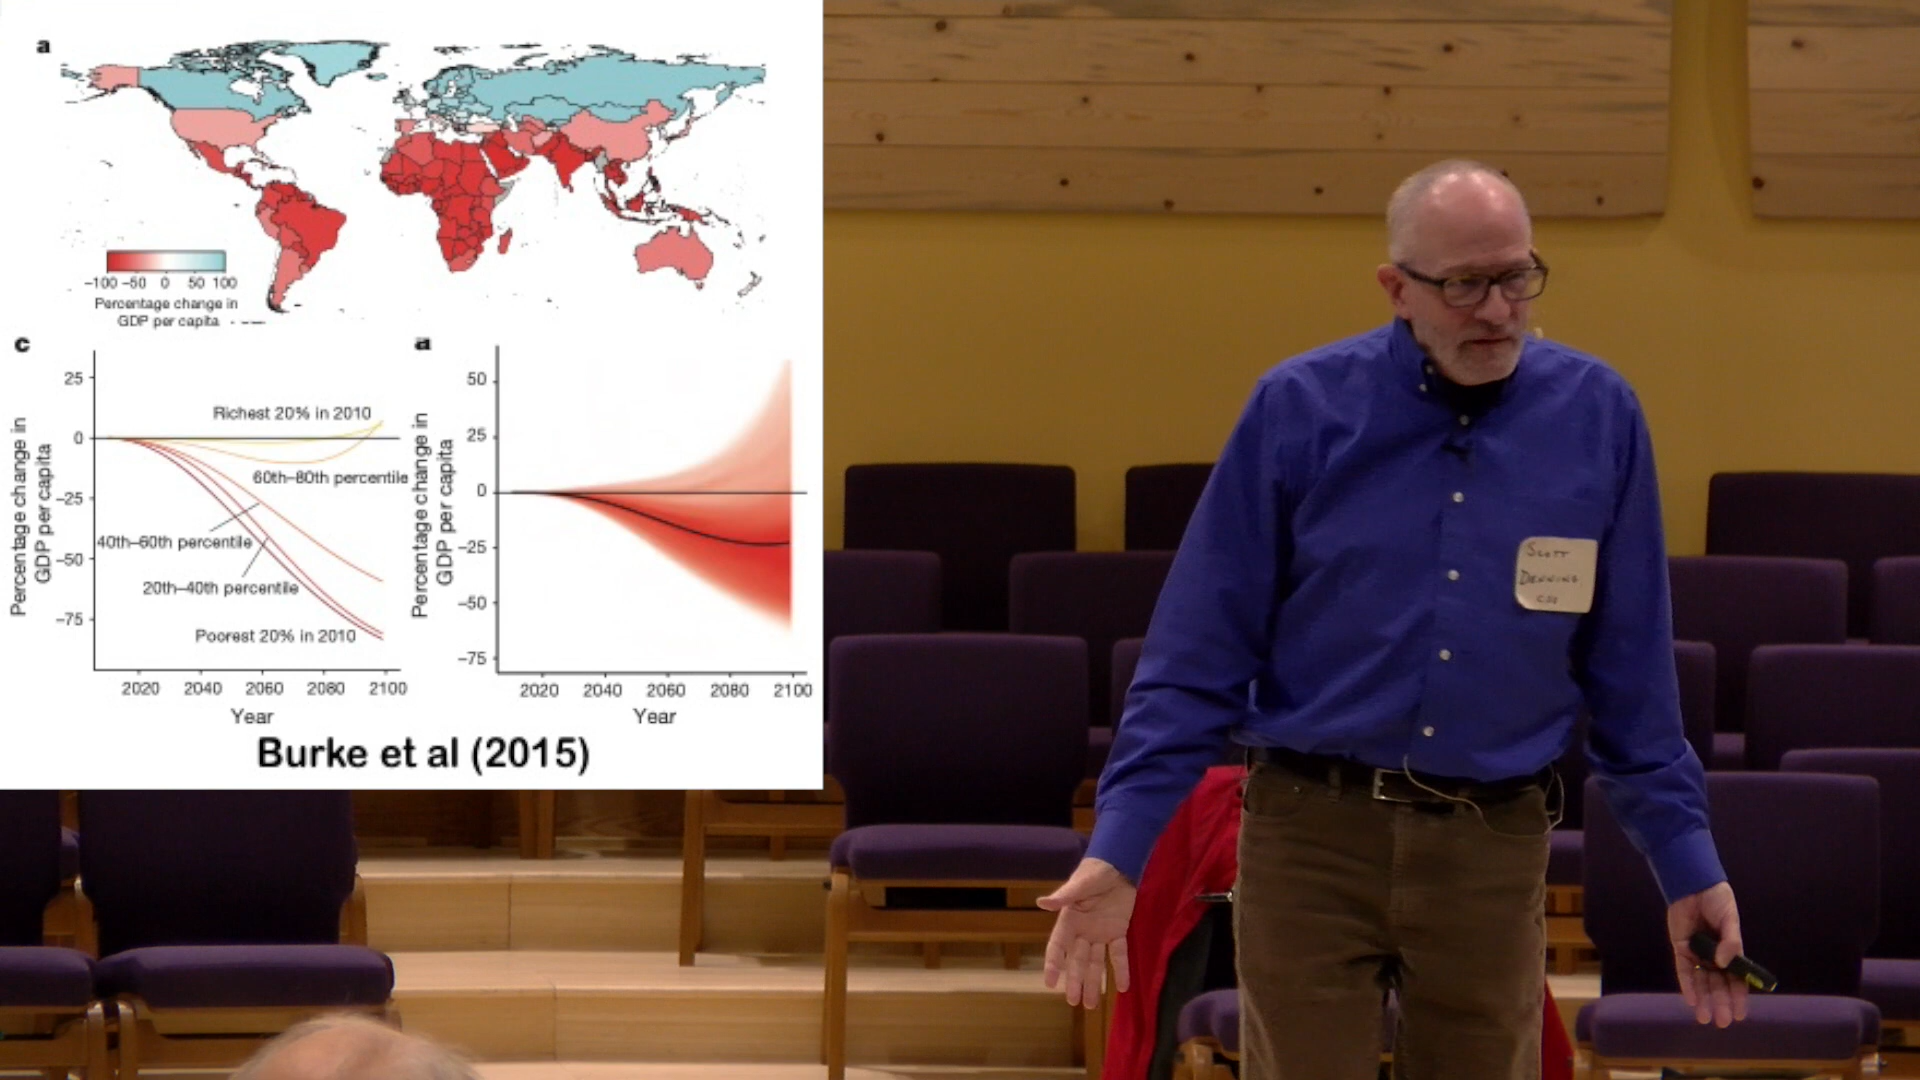 a
-100 -50 0 50 100
Percentage change in
GDP per capita
c
25
0
-25
-50
-75
Percentage change in
GDP per capita
Richest 20% in 2010
60th–80th percentile
40th–60th percentile
20th–40th percentile
Poorest 20% in 2010
2020 2040 2060 2080 2100
Year
a
50
25
0
-25
-50
-75
Percentage change in
GDP per capita
2020 2040 2060 2080 2100
Year
Burke et al (2015)
SCOTT
DENNING
CSU